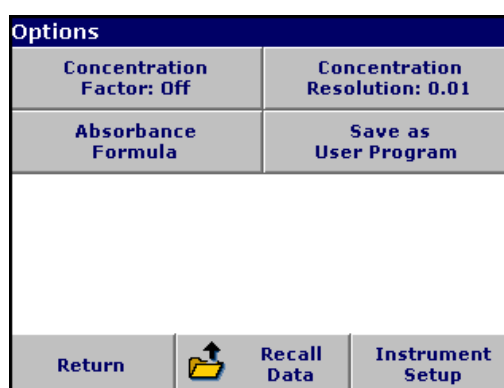 Options
Concentration
Factor: Off
Concentration
Resolution: 0.01
Absorbance
Formula
Save as
User Program
Return
Recall
Data
Instrument
Setup